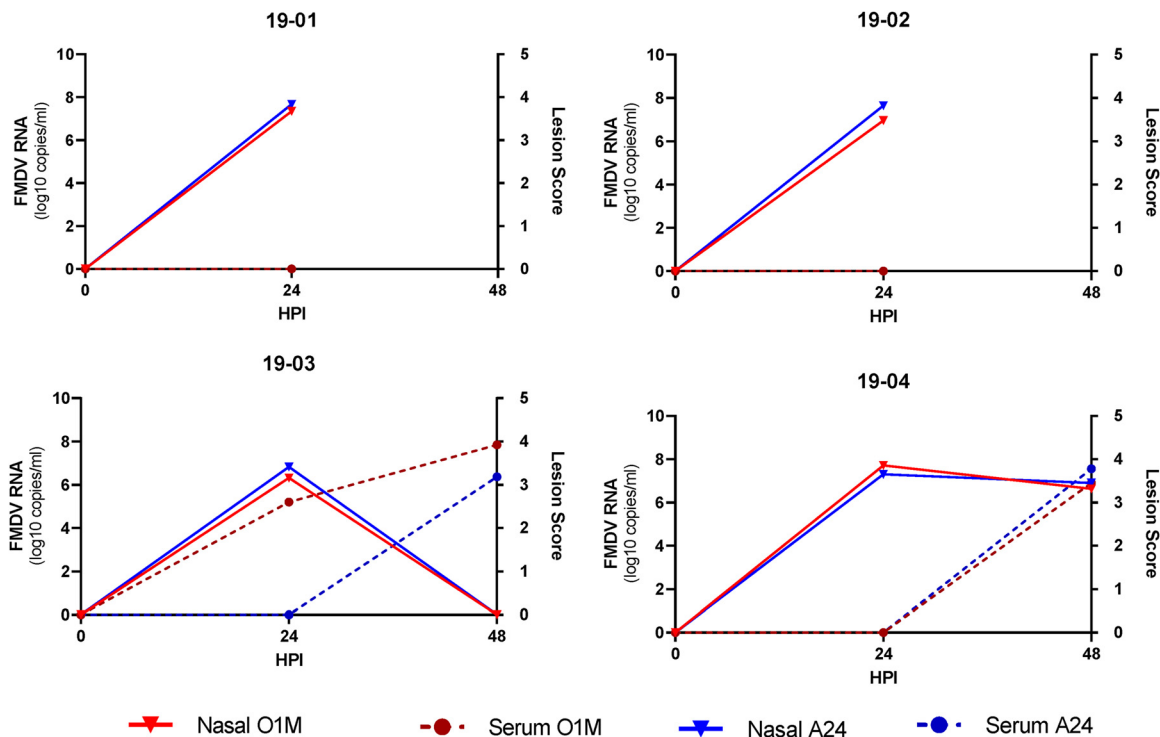 19-01
10
8
6
4
2
0
FMDV RNA
(log10 copies/ml)
5
4
3
2
1
0
Lesion Score
0 24 48
HPI
19-02
10
8
6
4
2
0
FMDV RNA
(log10 copies/ml)
5
4
3
2
1
0
Lesion Score
0 24 48
HPI
19-03
10
8
6
4
2
0
FMDV RNA
(log10 copies/ml)
5
4
3
2
1
0
Lesion Score
0 24 48
HPI
19-04
10
8
6
4
2
0
FMDV RNA
(log10 copies/ml)
5
4
3
2
1
0
Lesion Score
0 24 48
HPI
Nasal O1M Serum O1M Nasal A24 Serum A24